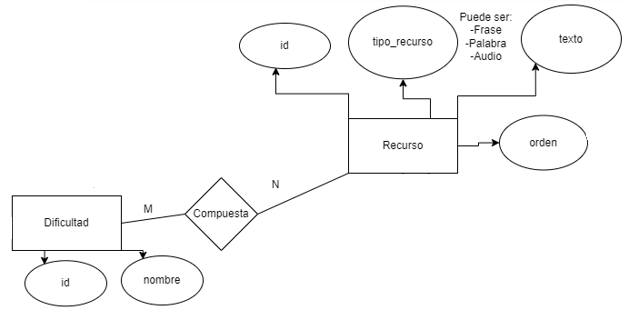 Puede ser:
-Frase
-Palabra
-Audio
id
tipo_recurso
texto
Recurso
orden
N
M
Compuesta
Dificultad
id
nombre